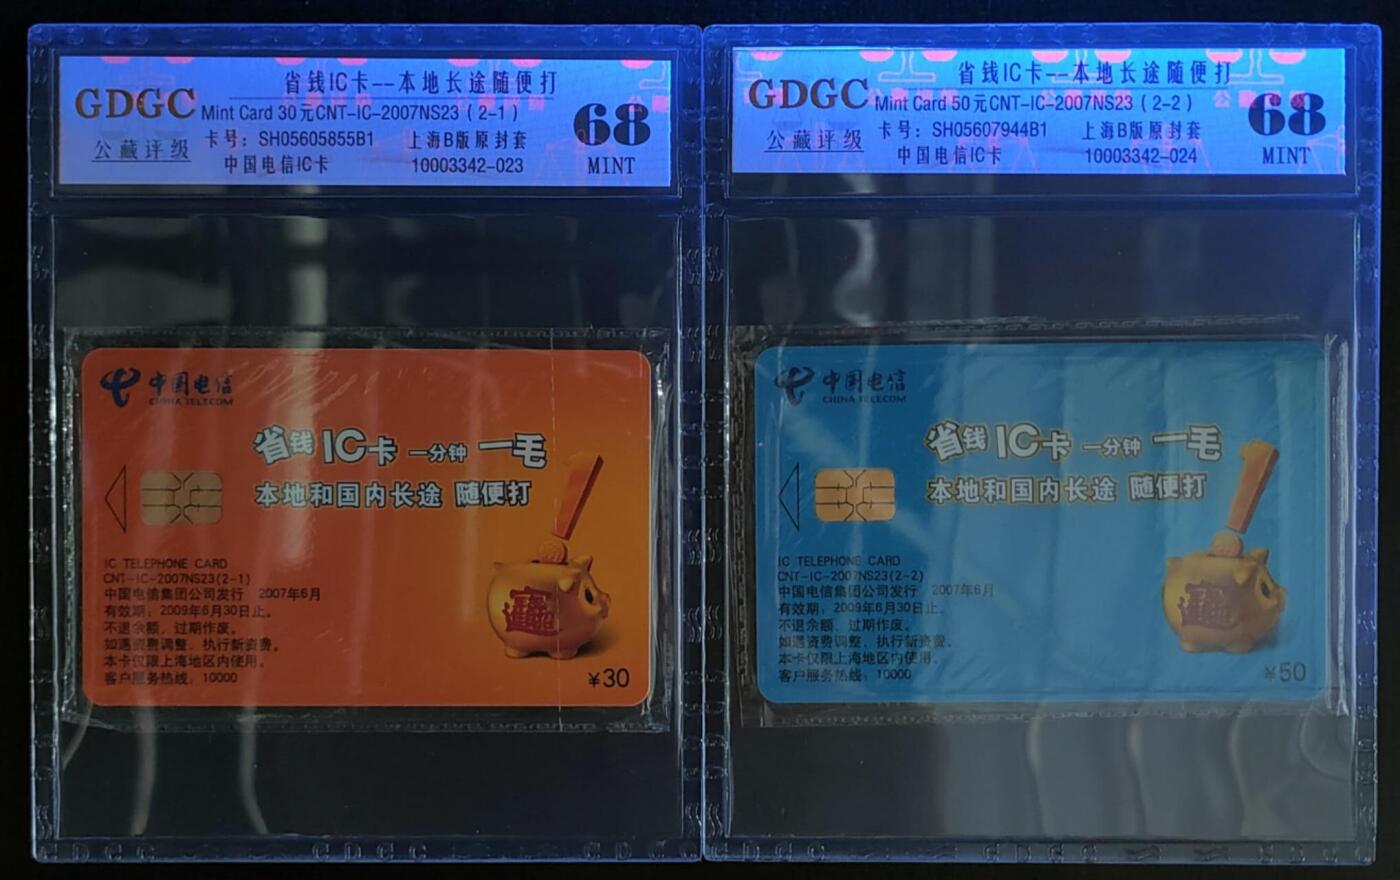 省钱IC卡--本地长途随便打
GDGC
Mint Card 30元CNT-IC-2007NS23 (2-1)
68
公藏评级
卡号: SH05605855B1
上海B版原封套
中国电信IC卡
10003342-023
MINT
中国电信
CHINA TELECOM
省钱IC卡 一分钟 一毛
本地和国内长途 随便打
IC TELEPHONE CARD
CNT-IC-2007NS23(2-1)
中国电信集团公司发行 2007年6月
有效期: 2009年6月30日止。
不退余额, 过期作废。
如遇资费调整, 执行新资费。
本卡仅限上海地区内使用。
客户服务热线: 10000
¥30
省钱IC卡--本地长途随便打
GDGC
Mint Card 50元CNT-IC-2007NS23 (2-2)
68
公藏评级
卡号: SH05607944B1
上海B版原封套
中国电信IC卡
10003342-024
MINT
中国电信
CHINA TELECOM
省钱IC卡 一分钟 一毛
本地和国内长途 随便打
IC TELEPHONE CARD
CNT-IC-2007NS23(2-2)
中国电信集团公司发行 2007年6月
有效期: 2009年6月30日止。
不退余额, 过期作废。
如遇资费调整, 执行新资费。
本卡仅限上海地区内使用。
客户服务热线: 10000
¥50